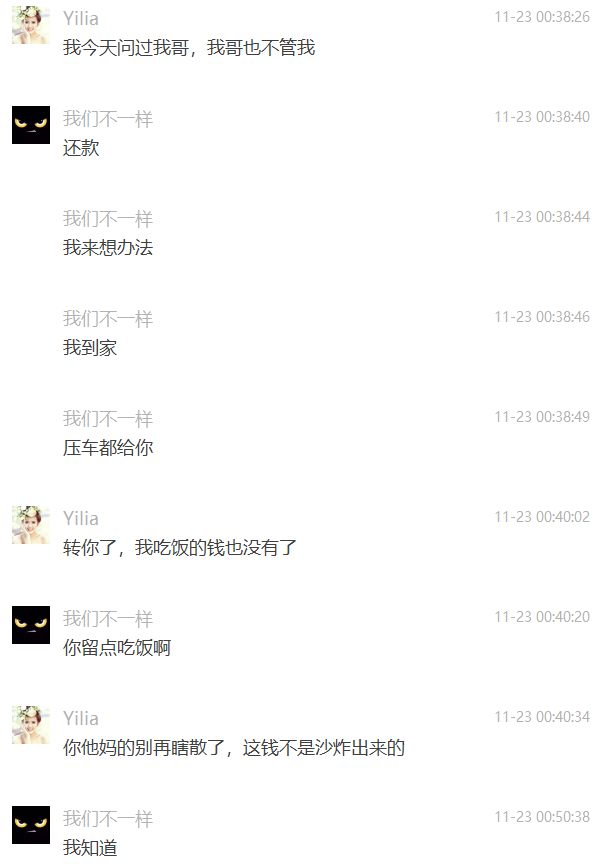 Yilia 11-23 00:38:26
我今天问过我哥，我哥也不管我
我们不一样 11-23 00:38:40
还款
我们不一样 11-23 00:38:44
我来想办法
我们不一样 11-23 00:38:46
我到家
我们不一样 11-23 00:38:49
压车都给你
Yilia 11-23 00:40:02
转你了，我吃饭的钱也没有了
我们不一样 11-23 00:40:20
你留点吃饭啊
Yilia 11-23 00:40:34
你他妈的别再瞎散了，这钱不是沙炸出来的
我们不一样 11-23 00:50:38
我知道